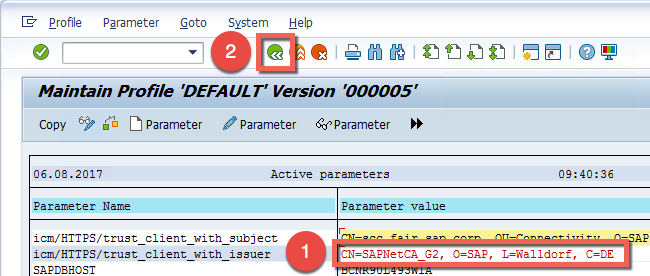 Profile Parameter Goto System Help
2
Maintain Profile 'DEFAULT' Version '000005'
Copy Parameter Parameter Parameter
06.08.2017 Active parameters 09:40:36
Parameter Name Parameter value
icm/HTTPS/trust_client_with_subject CN=scc.fair.sap.corp, OU=Connectivity, O=SAP
1
icm/HTTPS/trust_client_with_issuer CN=SAPNetCA_G2, O=SAP, L=Walldorf, C=DE
SAPDBHOST BCNR90L493W1A